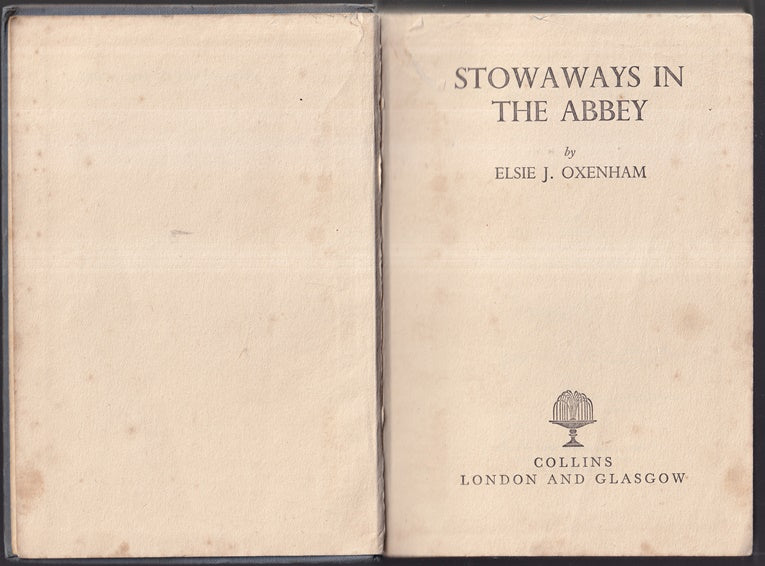 STOWAWAYS IN
THE ABBEY
by
ELSIE J. OXENHAM
COLLINS
LONDON AND GLASGOW